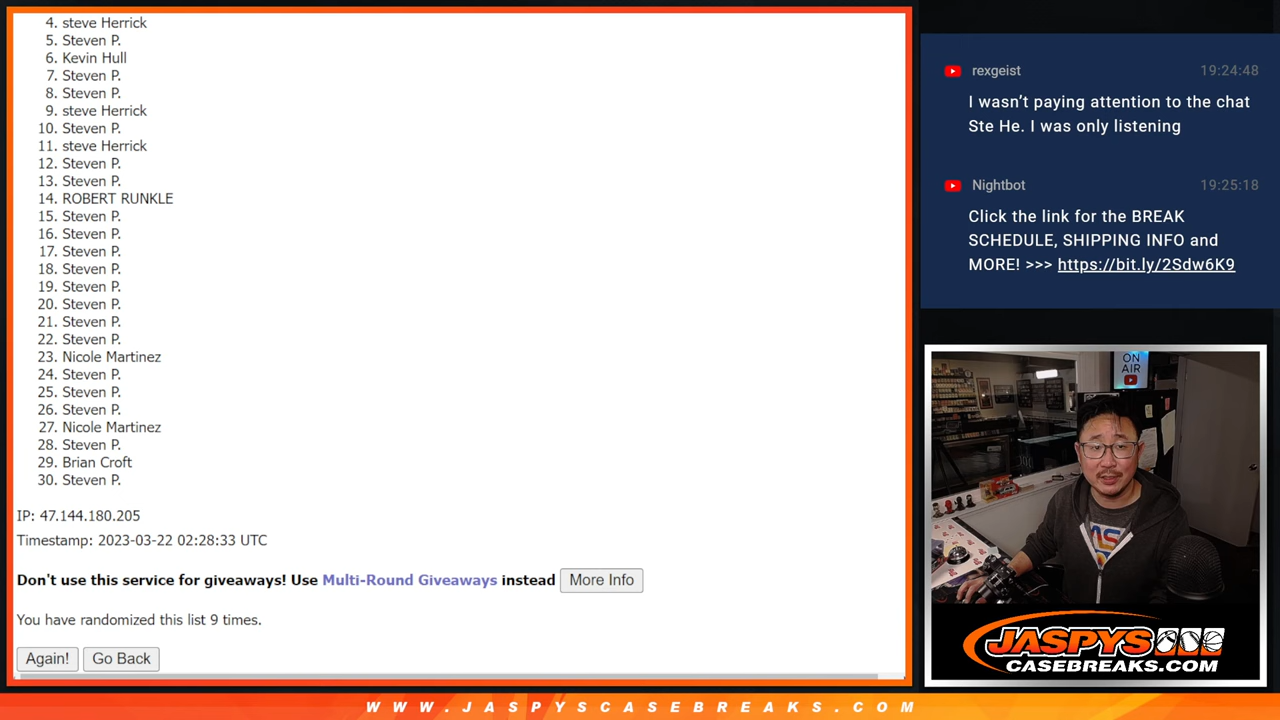 4. steve Herrick
5. Steven P.
6. Kevin Hull
7. Steven P.
8. Steven P.
9. steve Herrick
10. Steven P.
11. steve Herrick
12. Steven P.
13. Steven P.
14. ROBERT RUNKLE
15. Steven P.
16. Steven P.
17. Steven P.
18. Steven P.
19. Steven P.
20. Steven P.
21. Steven P.
22. Steven P.
23. Nicole Martinez
24. Steven P.
25. Steven P.
26. Steven P.
27. Nicole Martinez
28. Steven P.
29. Brian Croft
30. Steven P.
IP: 47.144.180.205
Timestamp: 2023-03-22 02:28:33 UTC
Don't use this service for giveaways! Use Multi-Round Giveaways instead More Info
You have randomized this list 9 times.
Again! Go Back
rexgeist 19:24:48
I wasn't paying attention to the chat
Ste He. I was only listening
Nightbot 19:25:18
Click the link for the BREAK
SCHEDULE, SHIPPING INFO and
MORE! >>> https://bit.ly/2Sdw6K9
ON
AIR
JASPYS
CASEBREAKS.COM
WWW.JASPYSCASEBREAKS.COM